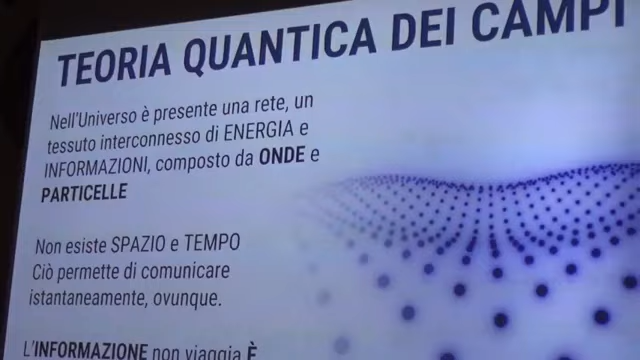 TEORIA QUANTICA DEI CAMPI
Nell'Universo è presente una rete, un
tessuto interconnesso di ENERGIA e
INFORMAZIONI, composto da ONDE e
PARTICELLE
Non esiste SPAZIO e TEMPO
Ciò permette di comunicare
istantaneamente, ovunque.
L'INFORMAZIONE non viaggia È